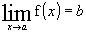 lim f(x) = b
x→a